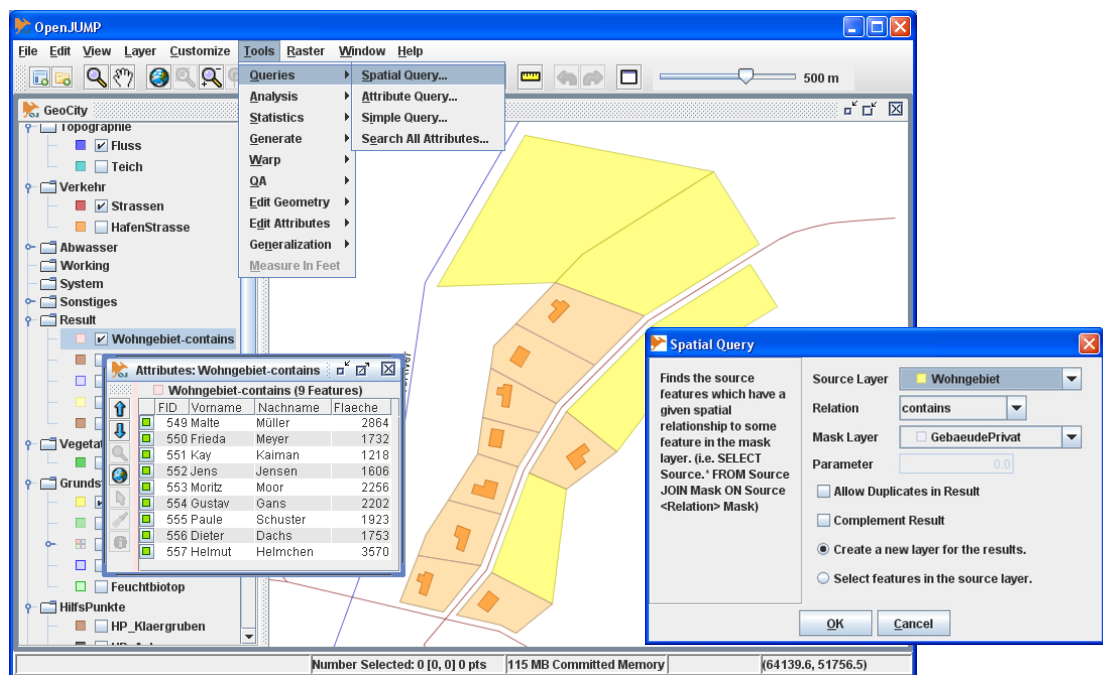 OpenJUMP
File Edit View Layer Customize Tools Raster Window Help
500 m
Queries
Analysis
Statistics
Generate
Warp
QA
Edit Geometry
Edit Attributes
Generalization
Measure In Feet
Spatial Query...
Attribute Query...
Simple Query...
Search All Attributes...
GeoCity
Topographie
Fluss
Teich
Verkehr
Strassen
HafenStrasse
Abwasser
Working
System
Sonstiges
Result
Wohngebiet-contains
Vegetat
Grunds
Feuchtbiotop
HilfsPunkte
HP_Klaergruben
Attributes: Wohngebiet-contains
Wohngebiet-contains (9 Features)
FID Vorname Nachname Flaeche
549 Malte Müller 2864
550 Frieda Meyer 1732
551 Kay Kaiman 1218
552 Jens Jensen 1606
553 Moritz Moor 2256
554 Gustav Gans 2202
555 Paule Schuster 1923
556 Dieter Dachs 1753
557 Helmut Helmchen 3570
Spatial Query
Finds the source
features which have a
given spatial
relationship to some
feature in the mask
layer. (i.e. SELECT
Source.* FROM Source
JOIN Mask ON Source
<Relation> Mask)
Source Layer Wohngebiet
Relation contains
Mask Layer GebaeudePrivat
Parameter 0.0
Allow Duplicates in Result
Complement Result
Create a new layer for the results.
Select features in the source layer.
OK Cancel
Number Selected: 0 [0, 0] 0 pts 115 MB Committed Memory (64139.6, 51756.5)